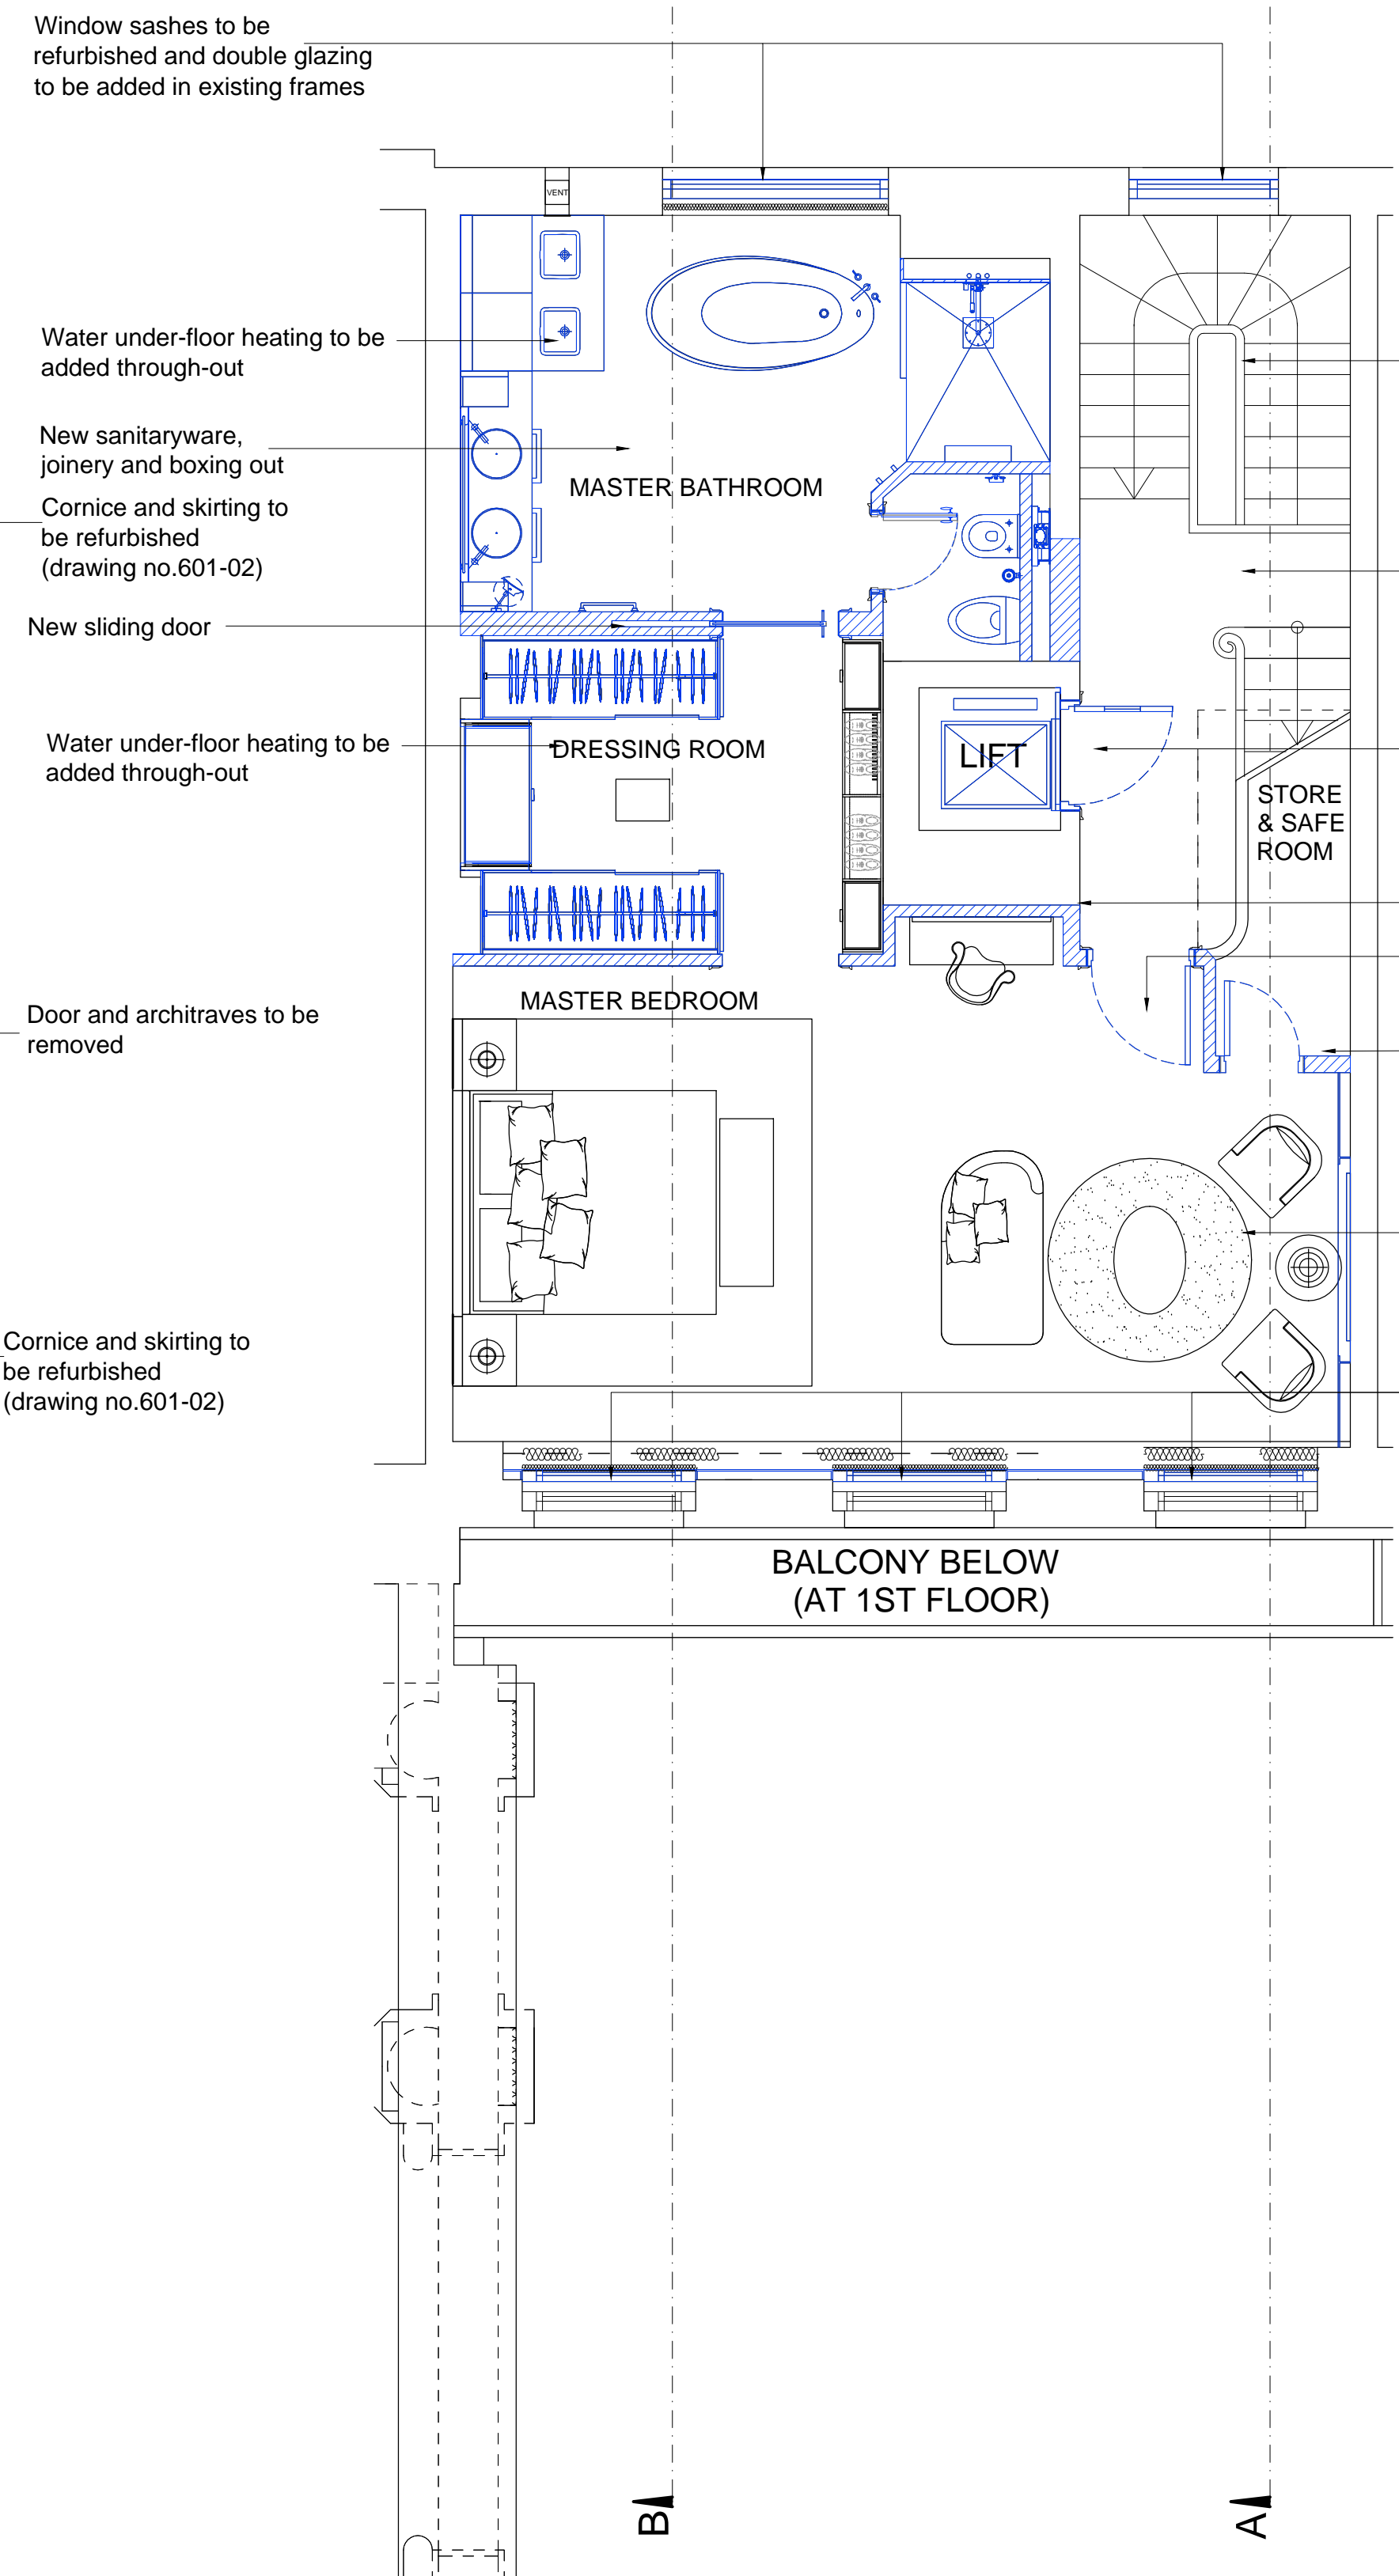 Window sashes to be
refurbished and double glazing
to be added in existing frames
VENT
Water under-floor heating to be
added through-out
New sanitaryware,
joinery and boxing out
MASTER BATHROOM
Cornice and skirting to
be refurbished
(drawing no.601-02)
New sliding door
Water under-floor heating to be
added through-out
DRESSING ROOM
LIFT
STORE
& SAFE
ROOM
MASTER BEDROOM
Door and architraves to be
removed
Cornice and skirting to
be refurbished
(drawing no.601-02)
BALCONY BELOW
(AT 1ST FLOOR)
B
A